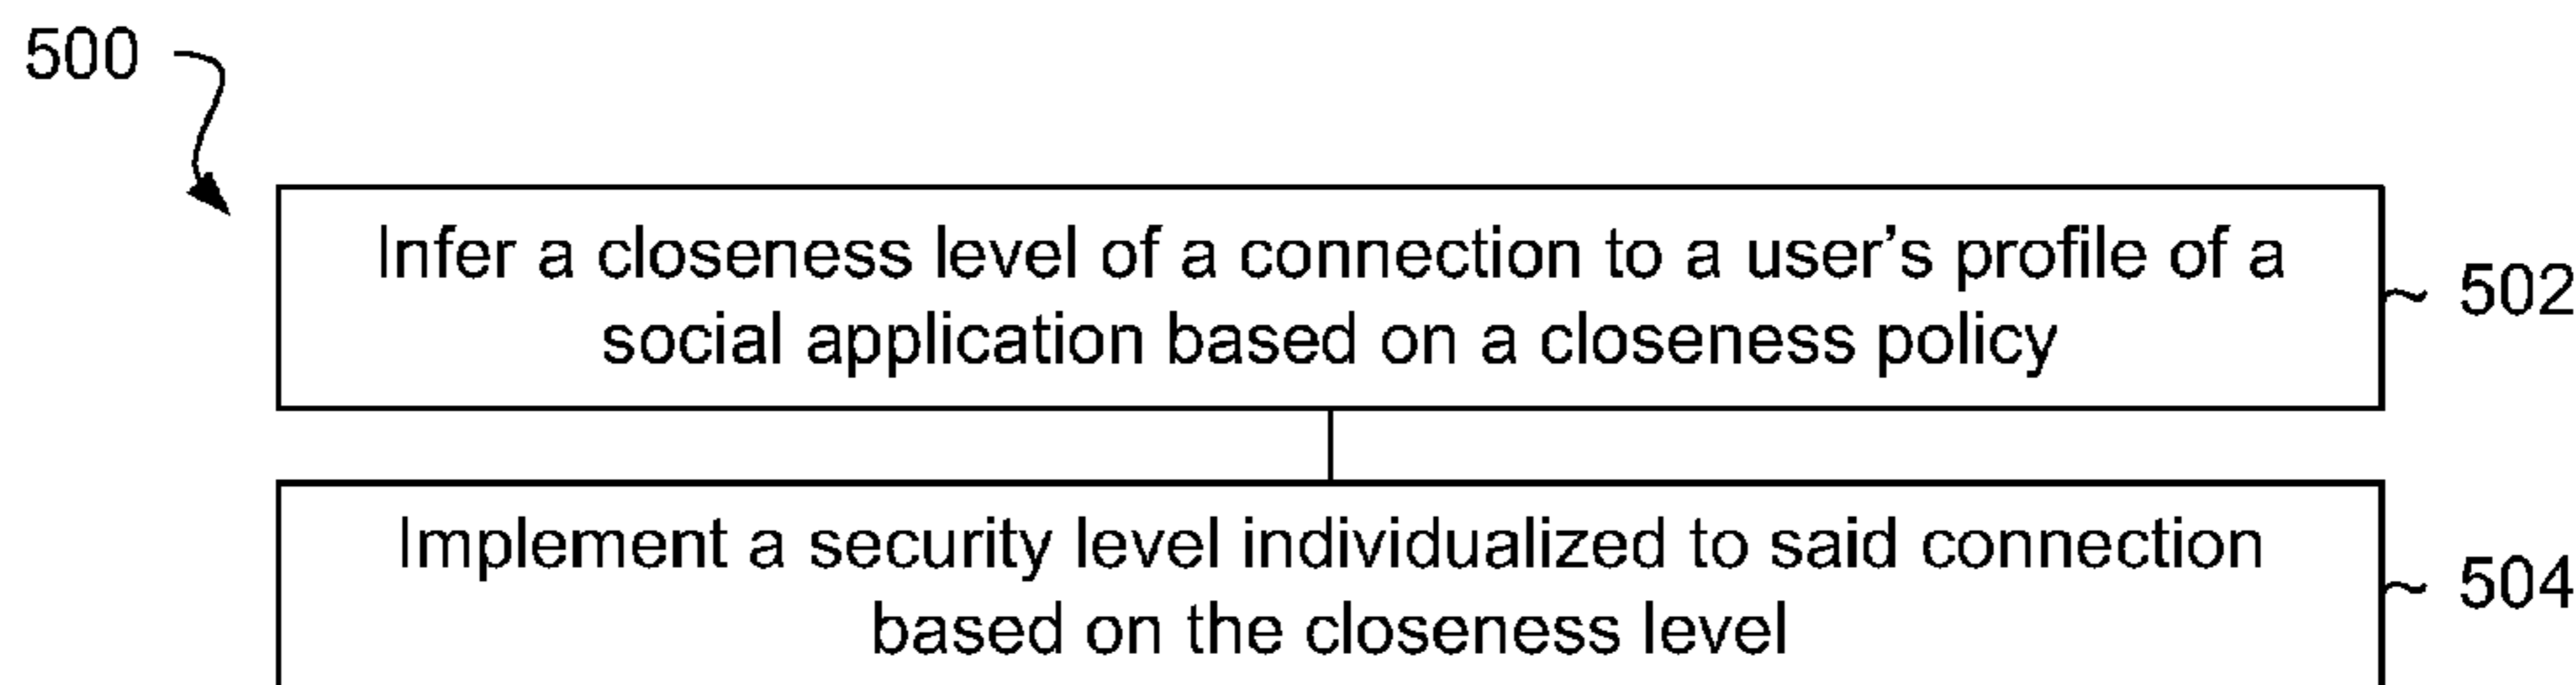 500
Infer a closeness level of a connection to a user's profile of a
social application based on a closeness policy
502
Implement a security level individualized to said connection
based on the closeness level
504